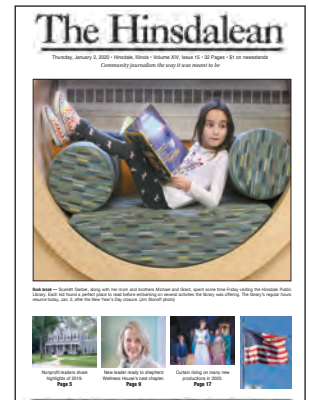 The Hinsdalean
Thursday, January 2, 2020 • Hinsdale, Illinois • Volume XIV, Issue 15 • 32 Pages • $1 on newsstands
Community journalism the way it was meant to be
Book nook — Scarlett Garber, along with her mom and brothers Michael and Grant, spent some time Friday visiting the Hinsdale Public
Library. Each kid found a perfect place to read before embarking on several activities the library was offering. The library's regular hours
resume today, Jan. 2, after the New Year's Day closure. (Jim Slonoff photo)
Nonprofit leaders share
highlights of 2019.
Page 5
New leader ready to shepherd
Wellness House's next chapter.
Page 6
Curtain rising on many new
productions in 2020.
Page 17